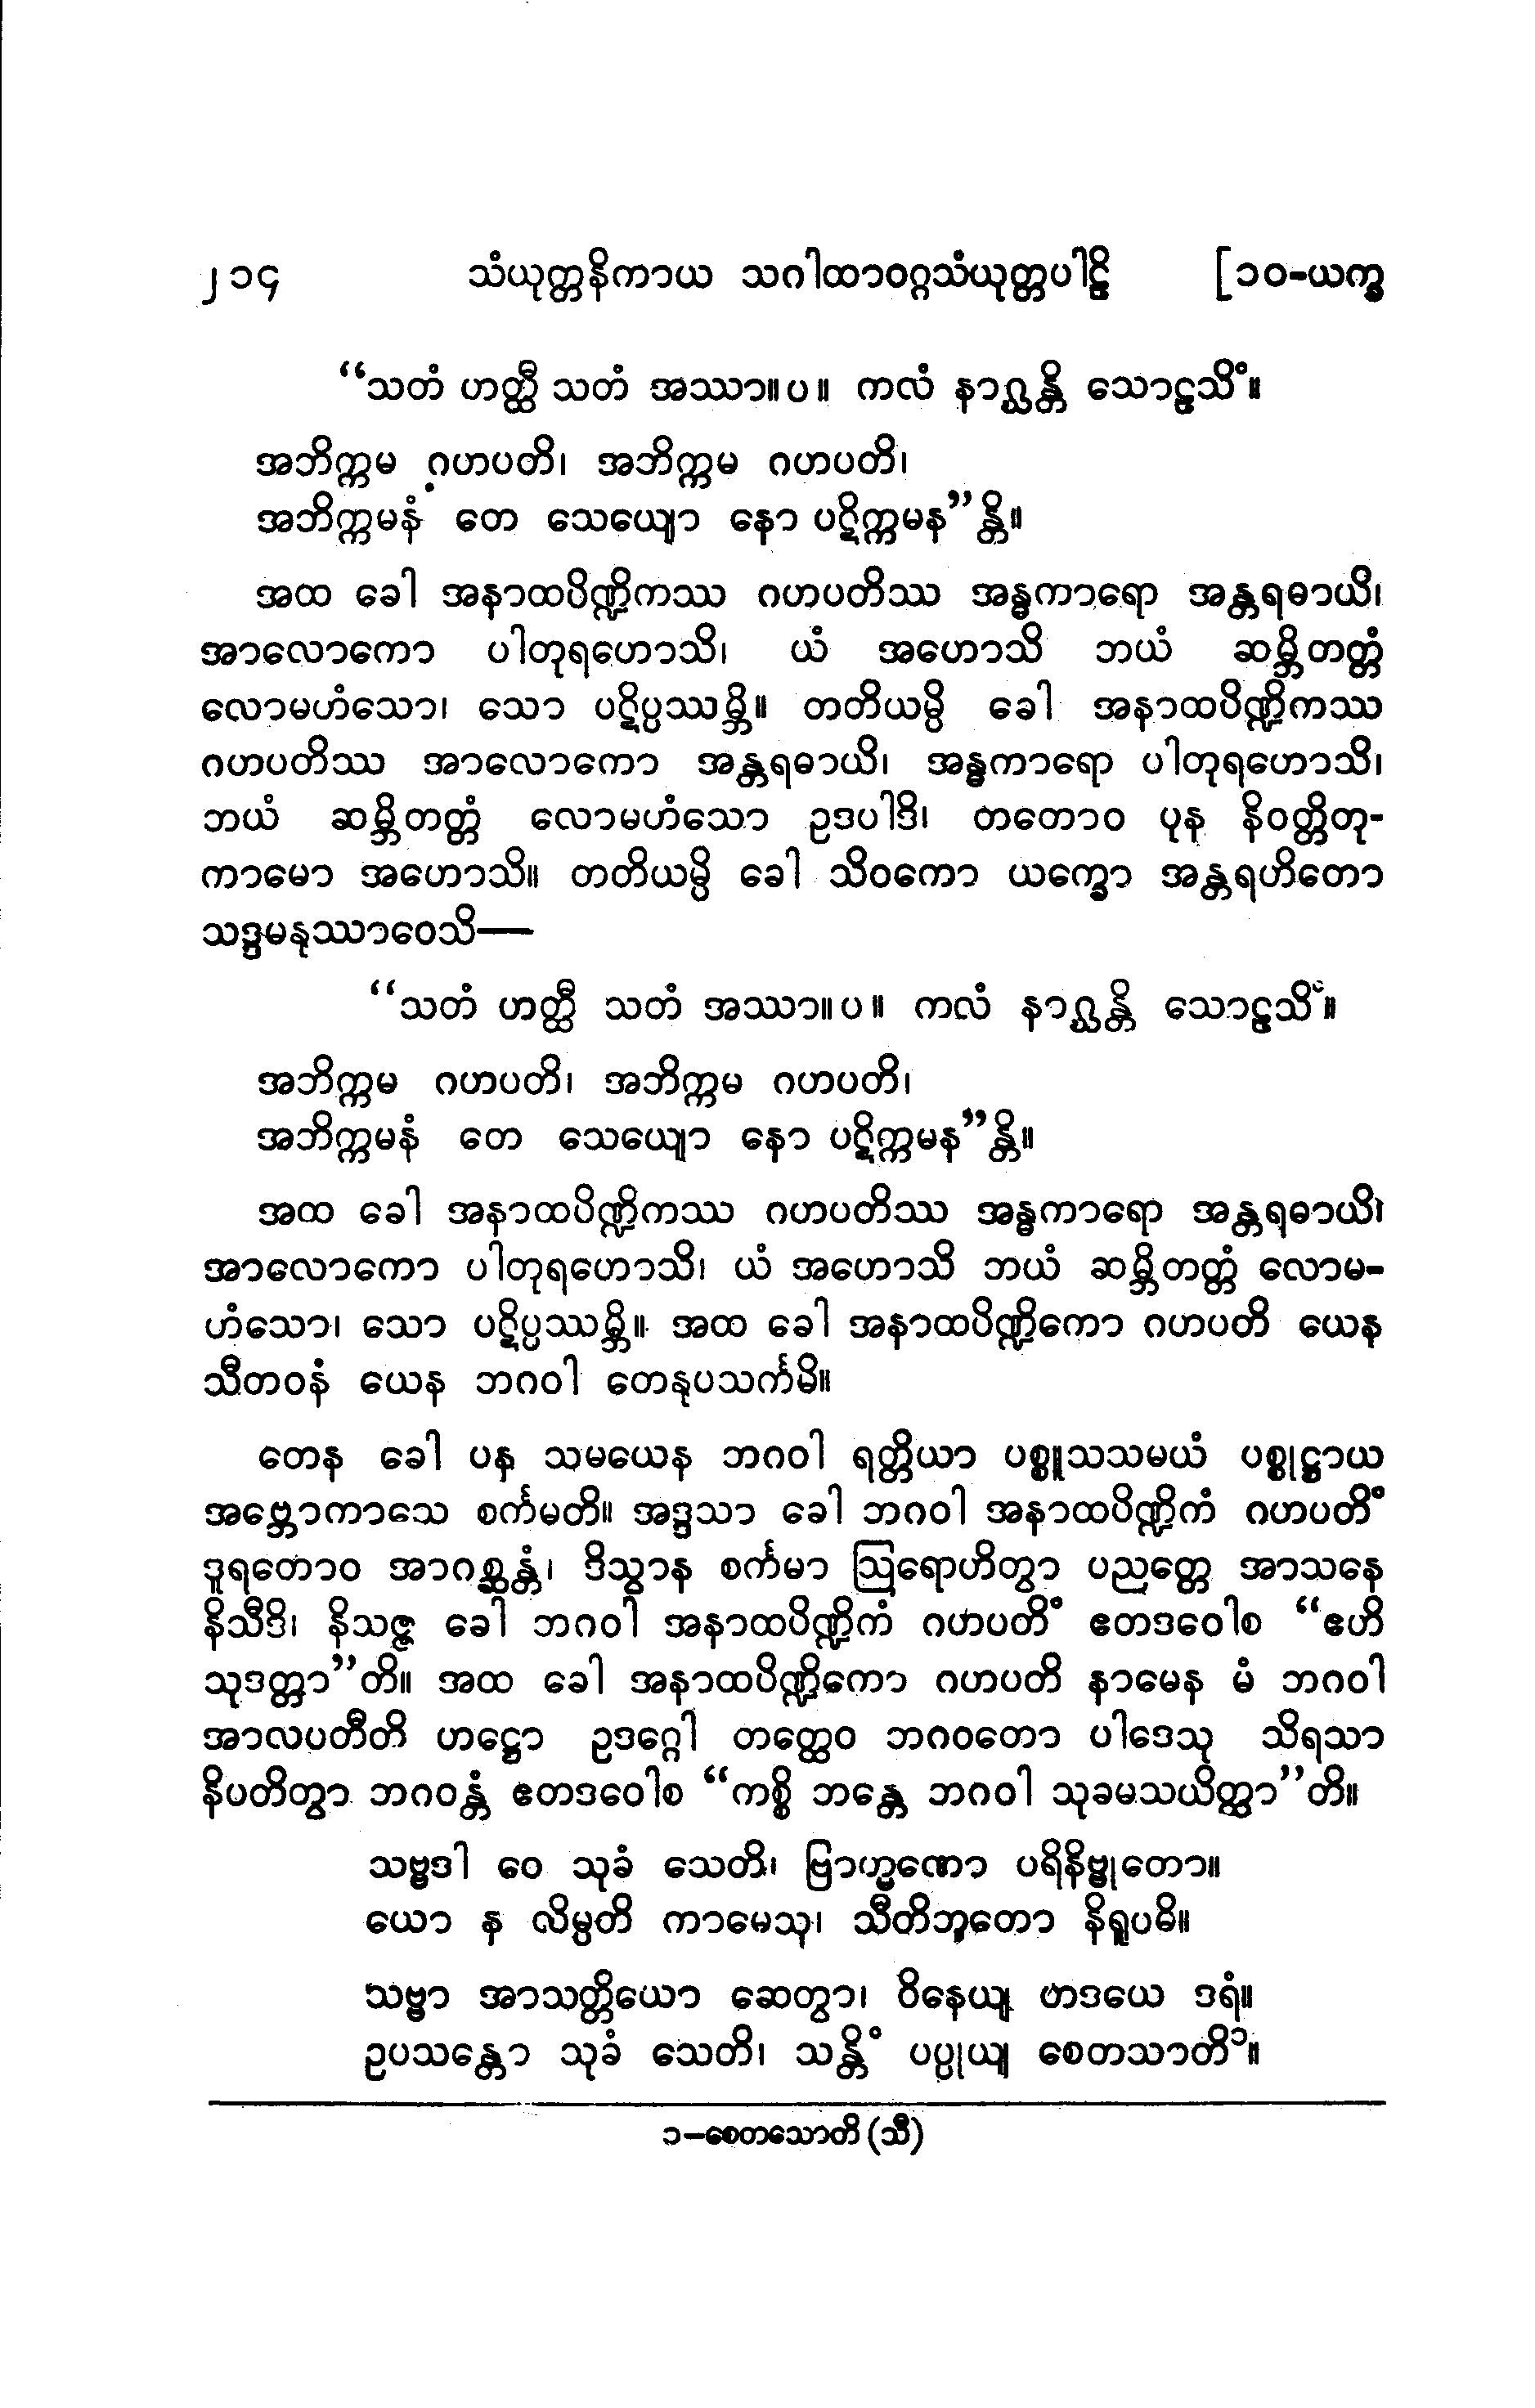 ၂၁၄ သံယုတ္တနိကာယ သဂါထာဝဂ္ဂသံယုတ္တပါဠိ [၁၀-ယက္ခ
“သတံ ဟတ္ထီ သတံ အဿာ။ပ။ ကလံ နာဂ္ဃန္တိ သောဠသိံ။
အဘိက္ကမ ဂဟပတိ၊ အဘိက္ကမ ဂဟပတိ၊
အဘိက္ကမနံ တေ သေယျော နော ပဋိက္ကမန”န္တိ။
အထ ခေါ အနာထပိဏ္ဍိကဿ ဂဟပတိဿ အန္ဓကာရော အန္တရဓာယိ၊
အာလောကော ပါတုရဟောသိ၊ ယံ အဟောသိ ဘယံ ဆမ္ဘိတတ္တံ
လောမဟံသော၊ သော ပဋိပ္ပဿမ္ဘိ။ တတိယမ္ပိ ခေါ အနာထပိဏ္ဍိကဿ
ဂဟပတိဿ အာလောကော အန္တရဓာယိ၊ အန္ဓကာရော ပါတုရဟောသိ၊
ဘယံ ဆမ္ဘိတတ္တံ လောမဟံသော ဥဒပါဒိ၊ တတောဝ ပုန နိဝတ္တိတု-
ကာမော အဟောသိ။ တတိယမ္ပိ ခေါ သိဝကော ယက္ခော အန္တရဟိတော
သဒ္ဒမနုဿာဝေသိ—
“သတံ ဟတ္ထီ သတံ အဿာ။ပ။ ကလံ နာဂ္ဃန္တိ သောဠသိံ။
အဘိက္ကမ ဂဟပတိ၊ အဘိက္ကမ ဂဟပတိ၊
အဘိက္ကမနံ တေ သေယျော နော ပဋိက္ကမန”န္တိ။
အထ ခေါ အနာထပိဏ္ဍိကဿ ဂဟပတိဿ အန္ဓကာရော အန္တရဓာယိ၊
အာလောကော ပါတုရဟောသိ၊ ယံ အဟောသိ ဘယံ ဆမ္ဘိတတ္တံ လောမ-
ဟံသော၊ သော ပဋိပ္ပဿမ္ဘိ။ အထ ခေါ အနာထပိဏ္ဍိကော ဂဟပတိ ယေန
သီတဝနံ ယေန ဘဂဝါ တေနုပသင်္ကမိ။
တေန ခေါ ပန သမယေန ဘဂဝါ ရတ္တိယာ ပစ္စူသသမယံ ပစ္စုဋ္ဌာယ
အဗ္ဘောကာသေ စင်္ကမတိ။ အဒ္ဒသာ ခေါ ဘဂဝါ အနာထပိဏ္ဍိကံ ဂဟပတိံ
ဒူရတောဝ အာဂစ္ဆန္တံ၊ ဒိသွာန စင်္ကမာ ဩရောဟိတွာ ပညတ္တေ အာသနေ
နိသီဒိ၊ နိသဇ္ဇ ခေါ ဘဂဝါ အနာထပိဏ္ဍိကံ ဂဟပတိံ ဧတဒဝေါစ “ဧဟိ
သုဒတ္တာ”တိ။ အထ ခေါ အနာထပိဏ္ဍိကော ဂဟပတိ နာမေန မံ ဘဂဝါ
အာလပတီတိ ဟဋ္ဌော ဥဒဂ္ဂေါ တတ္ထေဝ ဘဂဝတော ပါဒေသု သိရသာ
နိပတိတွာ ဘဂဝန္တံ ဧတဒဝေါစ “ကစ္စိ ဘန္တေ ဘဂဝါ သုခမသယိတ္ထာ”တိ။
သဗ္ဗဒါ ဝေ သုခံ သေတိ၊ ဗြာဟ္မဏော ပရိနိဗ္ဗုတော။
ယော န လိမ္ပတိ ကာမေသု၊ သီတိဘူတော နိရူပဓိ။
သဗ္ဗာ အာသတ္တိယော ဆေတွာ၊ ဝိနေယျ ဟဒယေ ဒရံ။
ဥပသန္တော သုခံ သေတိ၊ သန္တိံ ပပ္ပုယျ စေတသာတိ၁။
၁-စေတသောတိ (သီ)